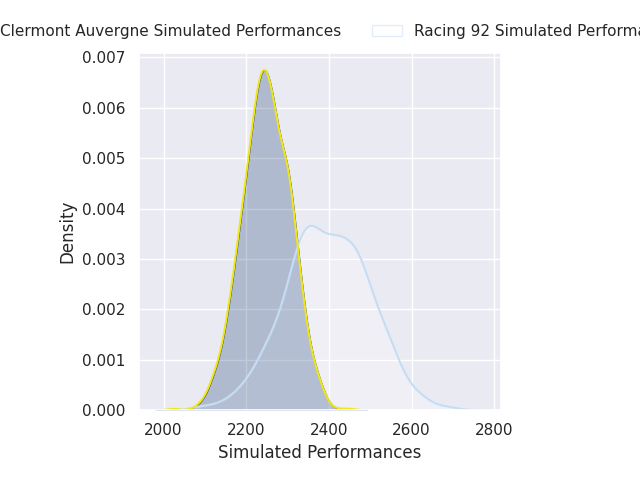 Clermont Auvergne Simulated Performances
Racing 92 Simulated
0.007
0.006
0.005
0.004
0.003
0.002
0.001
0.000
Density
2000 2200 2400 2600 2800
Simulated Performances